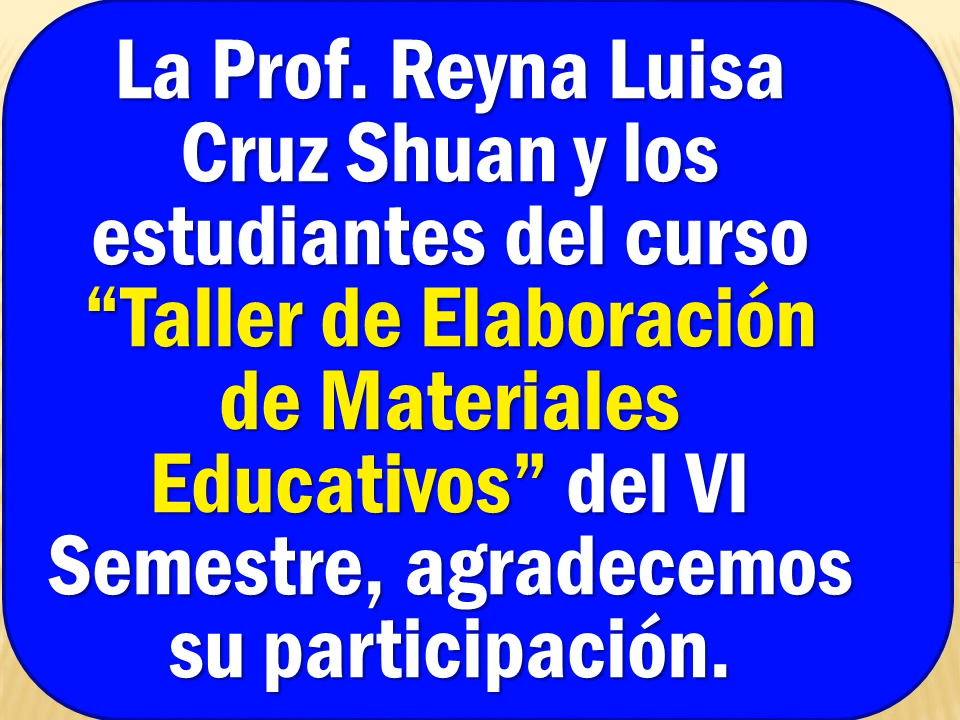 La Prof. Reyna Luisa
Cruz Shuan y los
estudiantes del curso
“Taller de Elaboración
de Materiales
Educativos” del VI
Semestre, agradecemos
su participación.